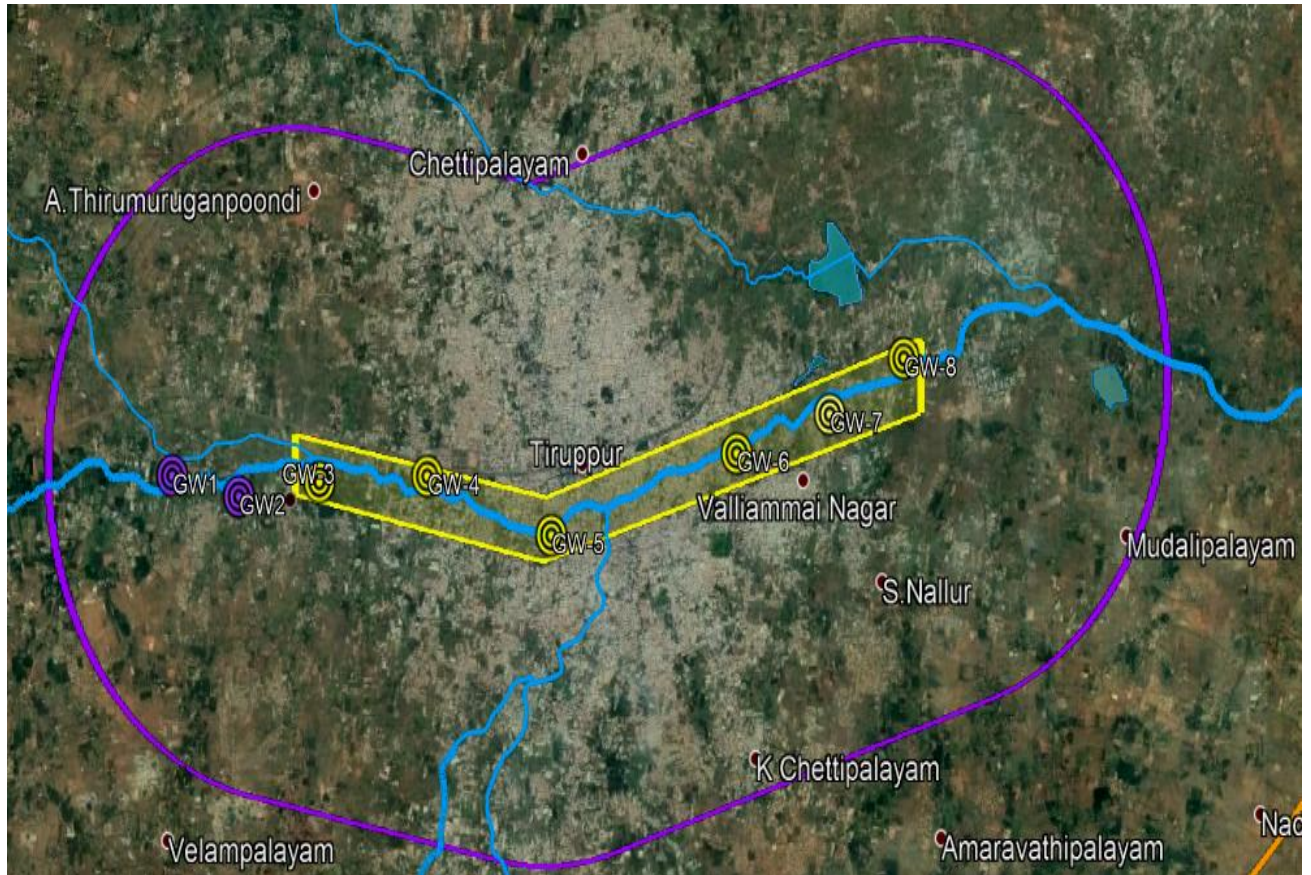 Chettipalayam
A.Thirumuruganpoondi
GW-8
GW-7
Tiruppur
GW-6
GW-3
GW-4
GW1
GW2
Valliammai Nagar
GW-5
Mudalipalayam
S.Nallur
K Chettipalayam
Nac
Velampalayam
Amaravathipalayam